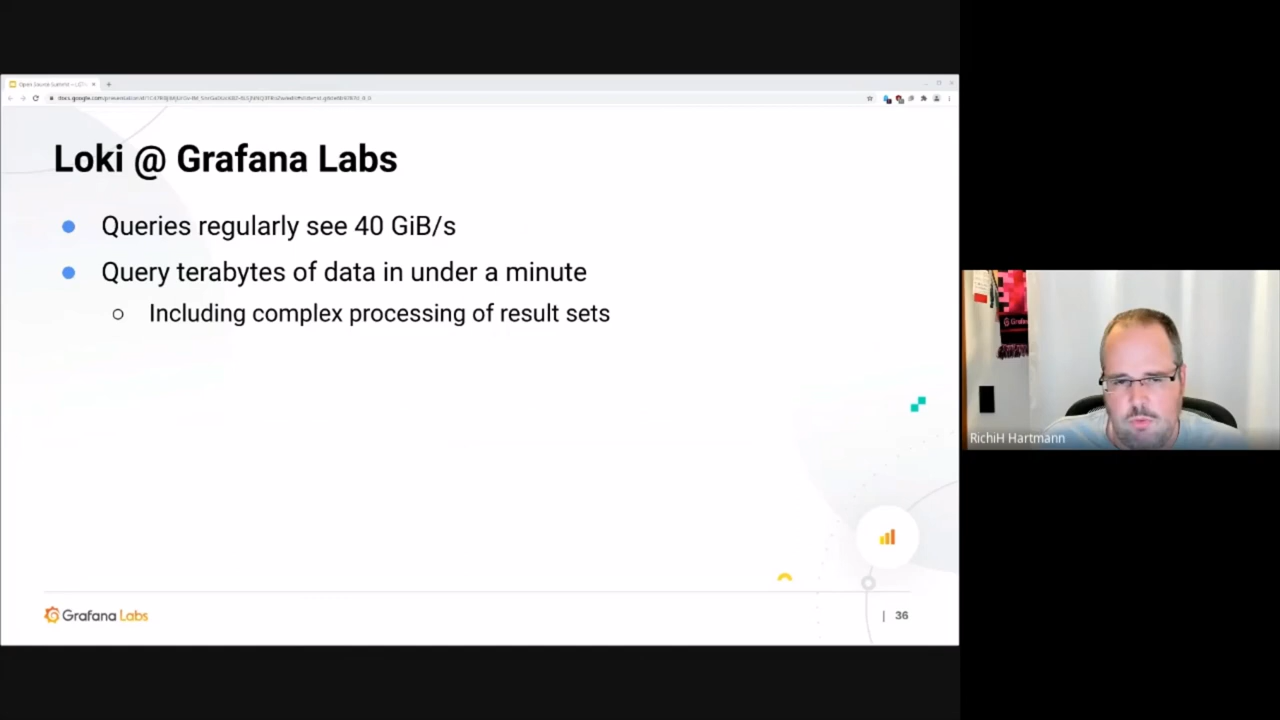 Loki @ Grafana Labs
Queries regularly see 40 GiB/s
Query terabytes of data in under a minute
Including complex processing of result sets
Grafana Labs
| 36
RichiH Hartmann